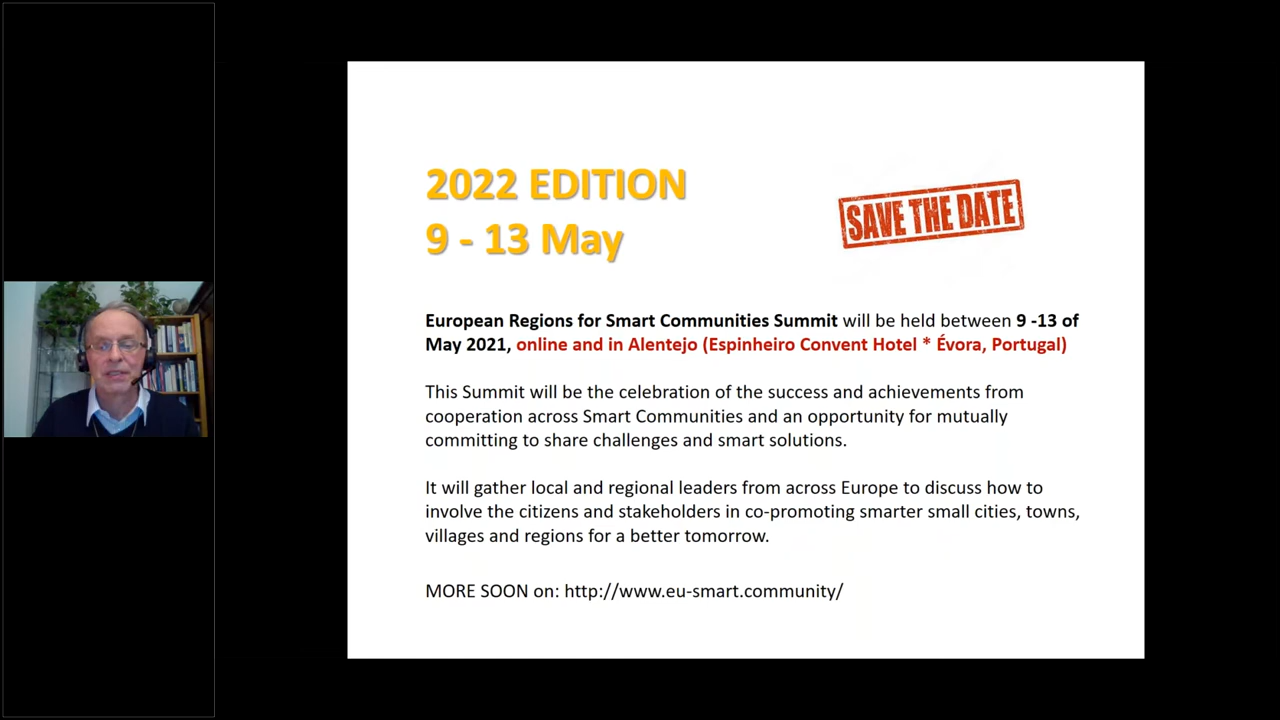 2022 EDITION
9 - 13 May
SAVE THE DATE
European Regions for Smart Communities Summit will be held between 9 -13 of
May 2021, online and in Alentejo (Espinheiro Convent Hotel * Évora, Portugal)
This Summit will be the celebration of the success and achievements from
cooperation across Smart Communities and an opportunity for mutually
committing to share challenges and smart solutions.
It will gather local and regional leaders from across Europe to discuss how to
involve the citizens and stakeholders in co-promoting smarter small cities, towns,
villages and regions for a better tomorrow.
MORE SOON on: http://www.eu-smart.community/